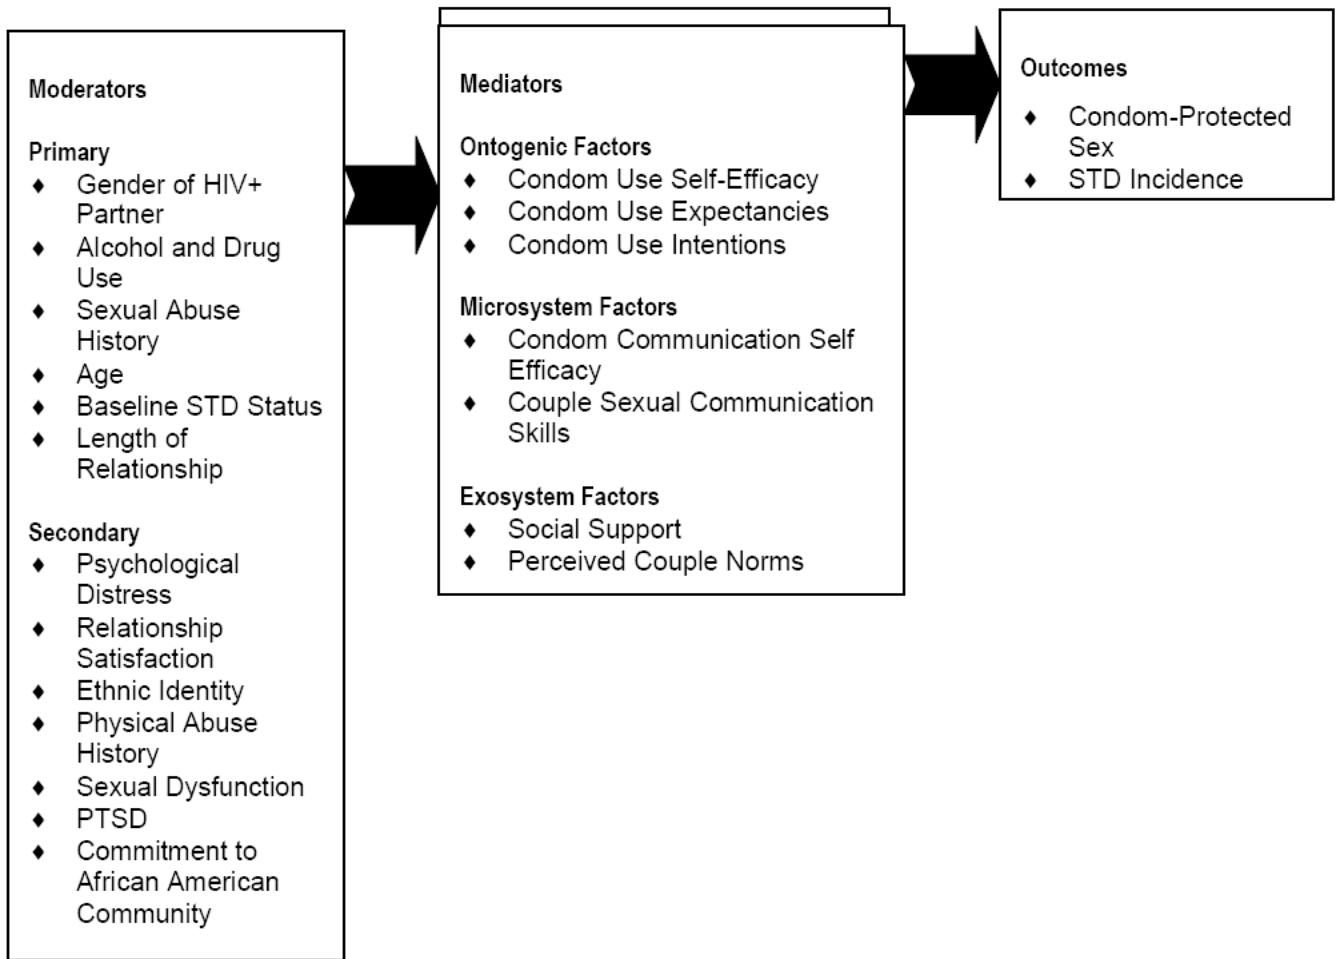 Moderators
Primary
♦ Gender of HIV+
Partner
♦ Alcohol and Drug
Use
♦ Sexual Abuse
History
♦ Age
♦ Baseline STD Status
♦ Length of
Relationship
Secondary
♦ Psychological
Distress
♦ Relationship
Satisfaction
♦ Ethnic Identity
♦ Physical Abuse
History
♦ Sexual Dysfunction
♦ PTSD
♦ Commitment to
African American
Community
Mediators
Ontogenic Factors
♦ Condom Use Self-Efficacy
♦ Condom Use Expectancies
♦ Condom Use Intentions
Microsystem Factors
♦ Condom Communication Self
Efficacy
♦ Couple Sexual Communication
Skills
Exosystem Factors
♦ Social Support
♦ Perceived Couple Norms
Outcomes
♦ Condom-Protected
Sex
♦ STD Incidence